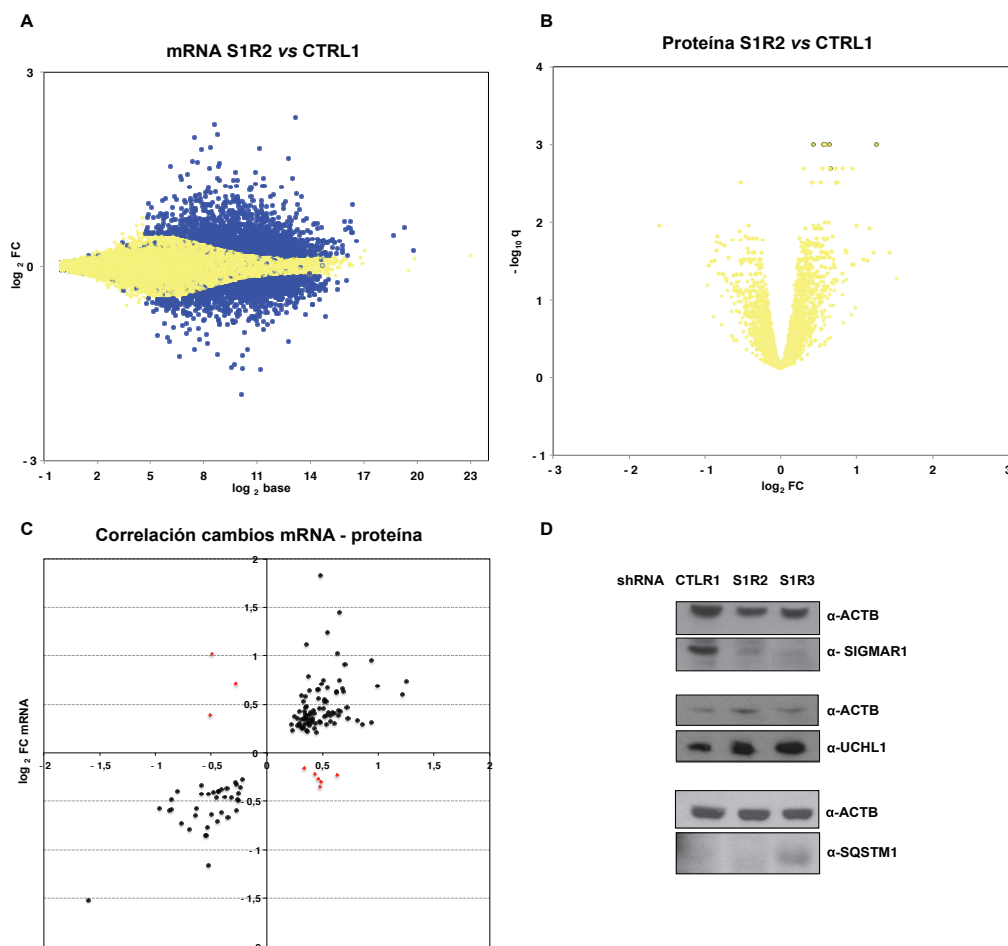 A
mRNA S1R2 vs CTRL1
3
0
- 3
log 2 FC
- 1 2 5 8 11 14 17 20 23
log 2 base
B
Proteína S1R2 vs CTRL1
4
3
2
1
0
- 1
- log10 q
- 3 - 2 - 1 0 1 2 3
log2 FC
C
Correlación cambios mRNA - proteína
2
1,5
1
0,5
0
- 0,5
- 1
- 1,5
- 2
log 2 FC mRNA
- 2 - 1,5 - 1 - 0,5 0 0,5 1 1,5 2
D
shRNA CTLR1 S1R2 S1R3
α-ACTB
α- SIGMAR1
α-ACTB
α-UCHL1
α-ACTB
α-SQSTM1